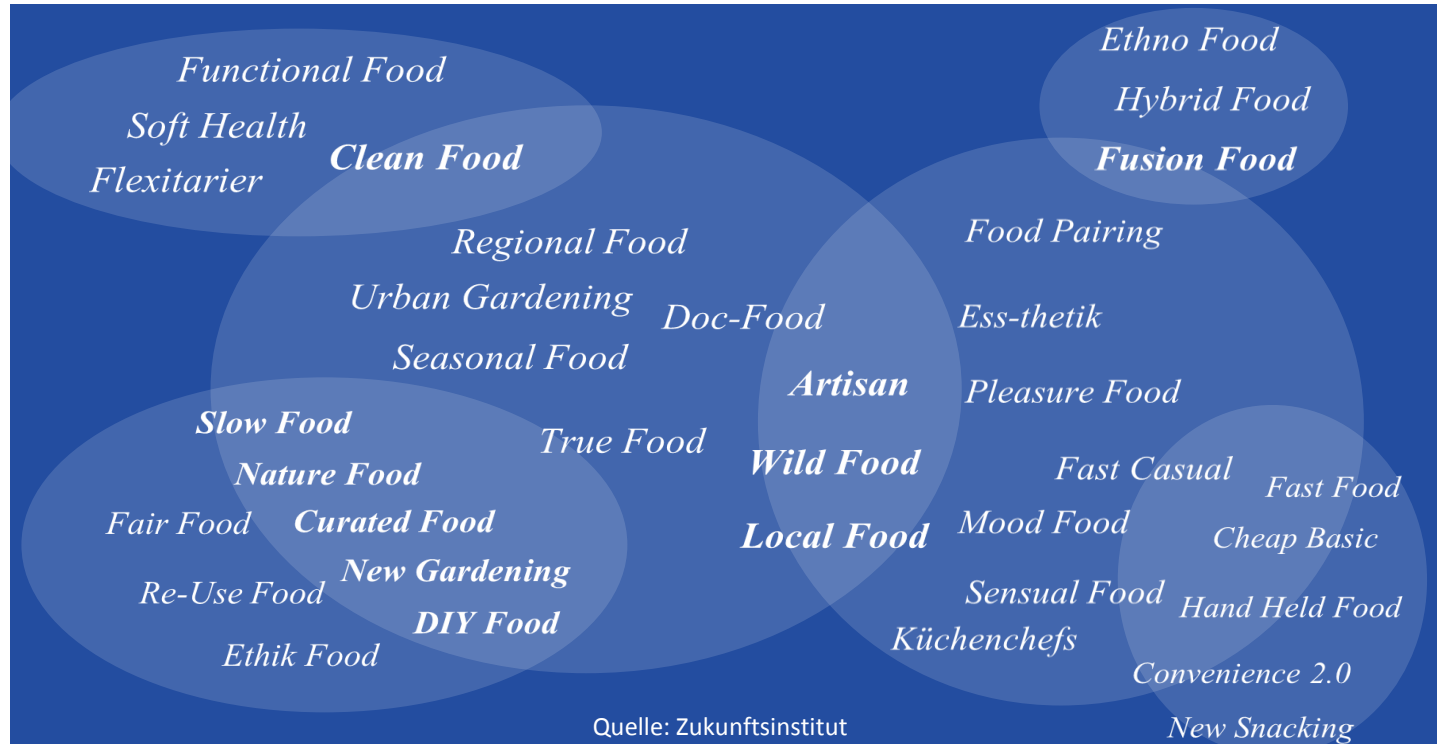 Functional Food
Soft Health
Clean Food
Flexitarier
Ethno Food
Hybrid Food
Fusion Food
Regional Food
Urban Gardening
Doc-Food
Seasonal Food
True Food
Food Pairing
Ess-thetik
Artisan
Pleasure Food
Wild Food
Local Food
Fast Casual
Mood Food
Sensual Food
Küchenchefs
Slow Food
Nature Food
Fair Food
Curated Food
New Gardening
Re-Use Food
DIY Food
Ethik Food
Fast Food
Cheap Basic
Hand Held Food
Convenience 2.0
New Snacking
Quelle: Zukunftsinstitut